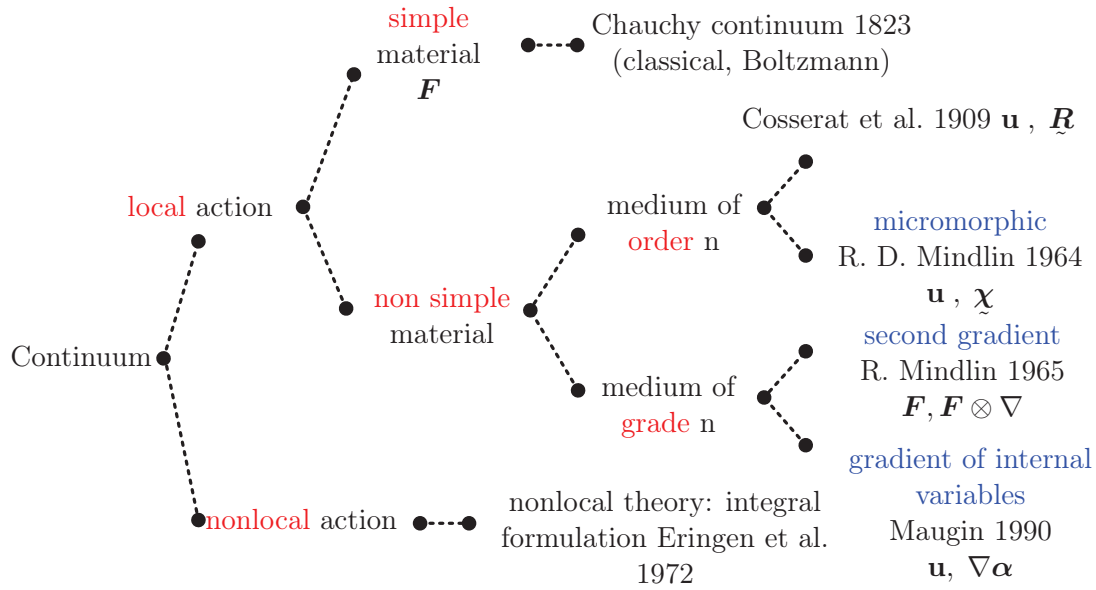 simple
material
F
Chauchy continuum 1823
(classical, Boltzmann)
Cosserat et al. 1909 u , R̰
local action
medium of
order n
micromorphic
R. D. Mindlin 1964
u , χ̰
non simple
material
Continuum
second gradient
R. Mindlin 1965
F, F ⊗ ∇
medium of
grade n
gradient of internal
variables
Maugin 1990
u, ∇α
nonlocal action
nonlocal theory: integral
formulation Eringen et al.
1972